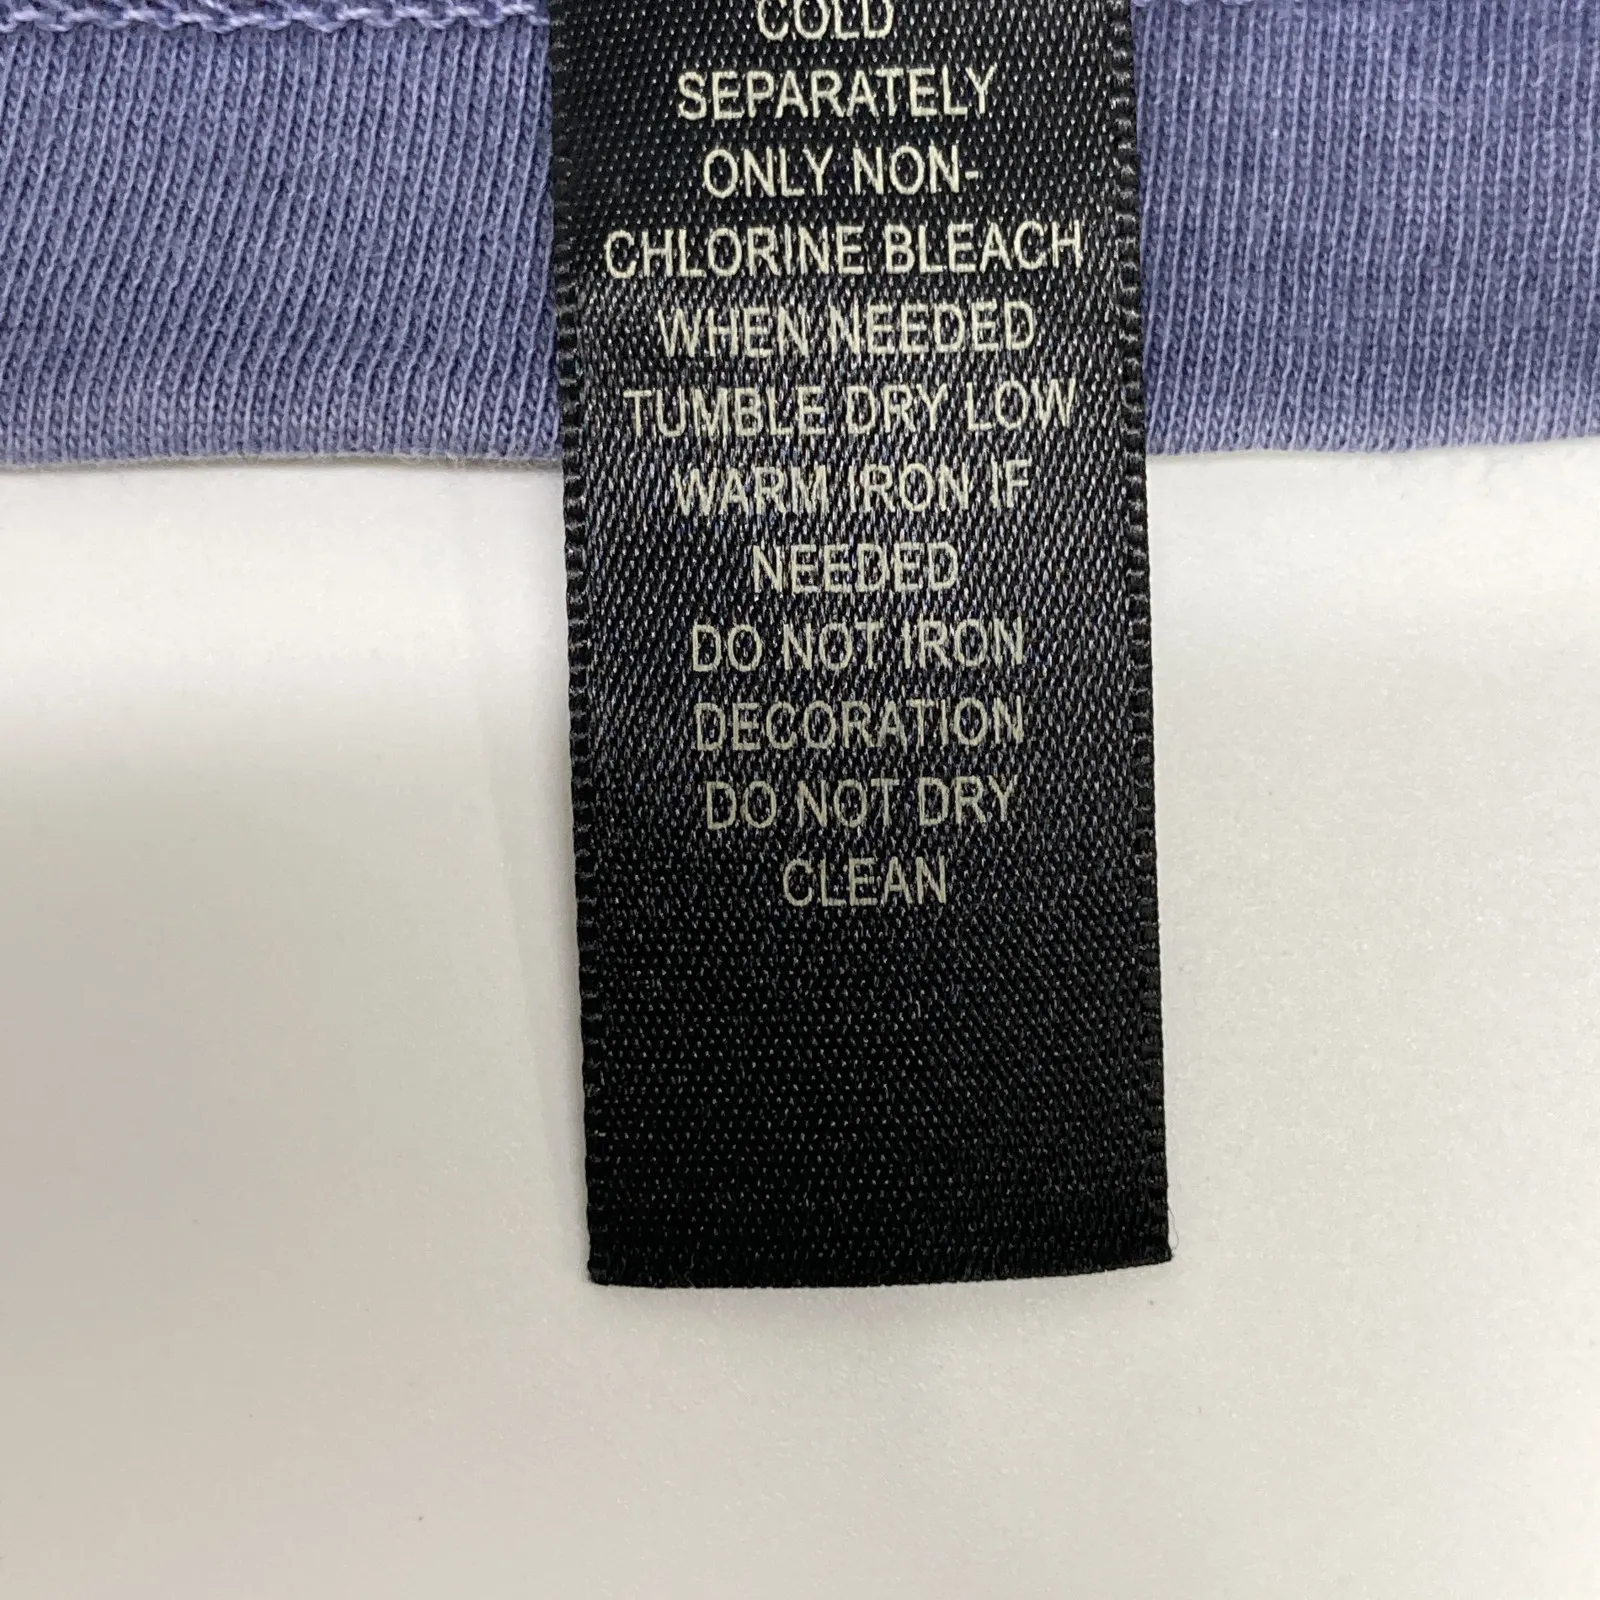 COLD
SEPARATELY
ONLY NON-
CHLORINE BLEACH
WHEN NEEDED
TUMBLE DRY LOW
WARM IRON IF
NEEDED
DO NOT IRON
DECORATION
DO NOT DRY
CLEAN